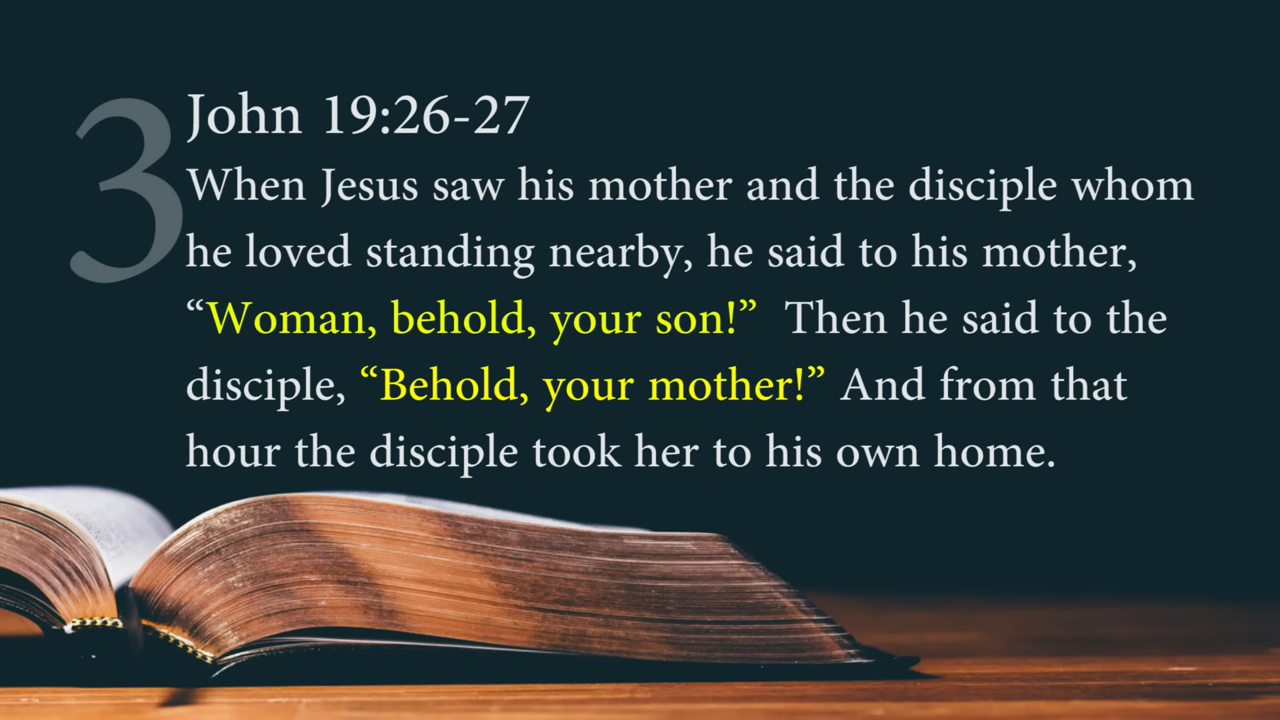 3
John 19:26-27
When Jesus saw his mother and the disciple whom
he loved standing nearby, he said to his mother,
“Woman, behold, your son!”  Then he said to the
disciple, “Behold, your mother!” And from that
hour the disciple took her to his own home.